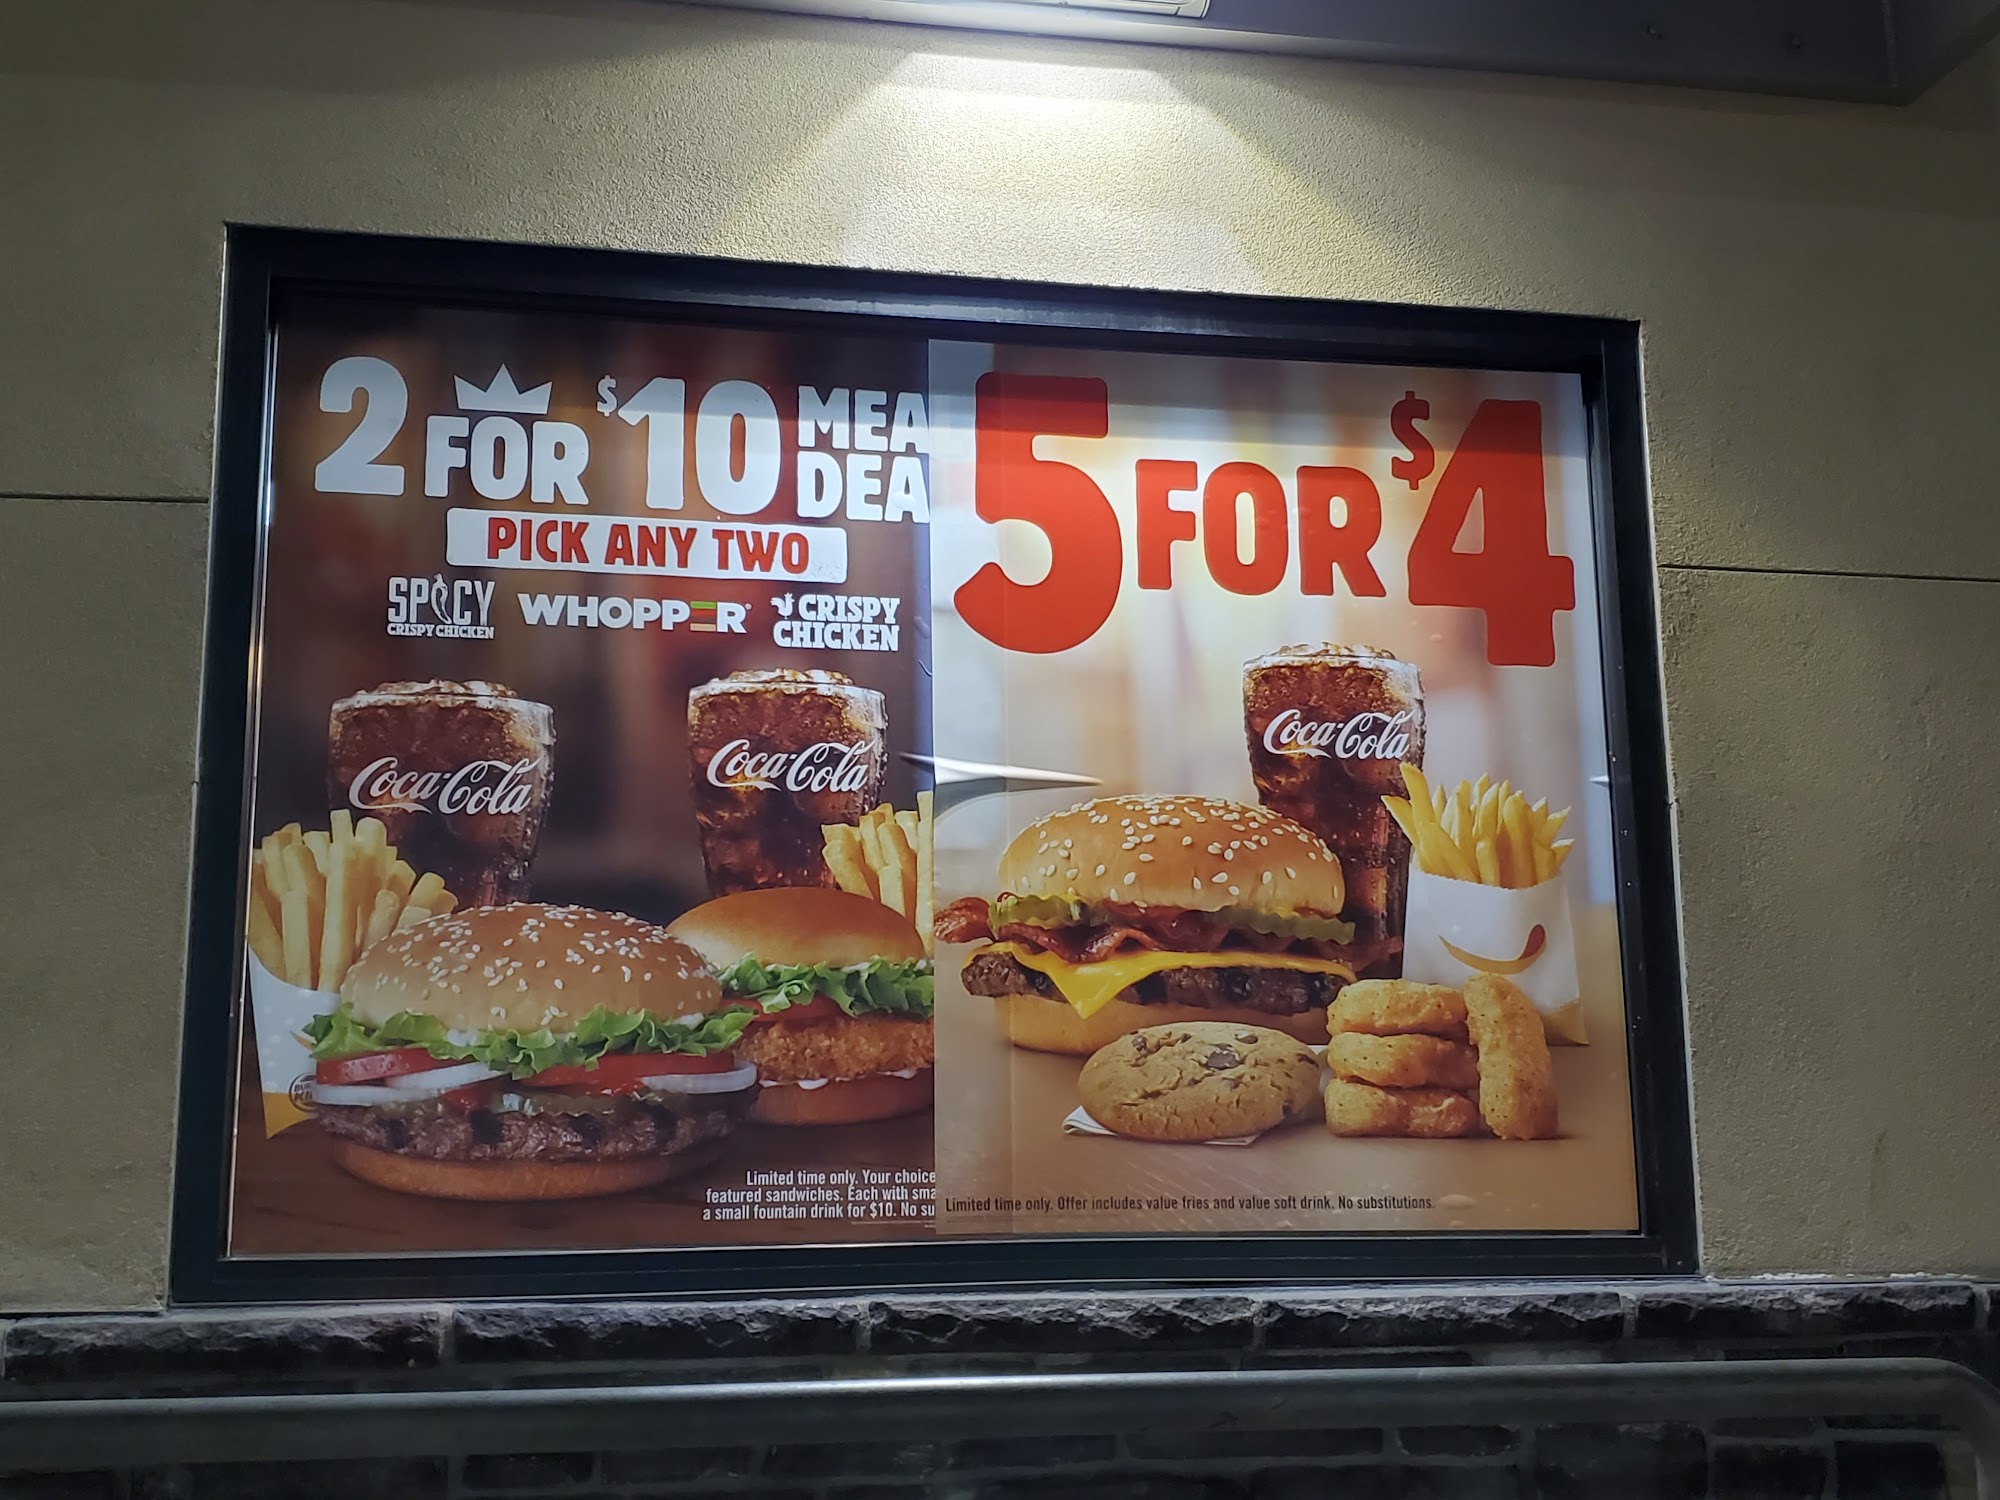 2 FOR $10 MEA
DEA
PICK ANY TWO
SPICY
CRISPY CHICKEN
WHOPPER
CRISPY
CHICKEN
Coca-Cola
Coca-Cola
Limited time only. Your choice
featured sandwiches. Each with sma
a small fountain drink for $10. No su
5 FOR $4
Coca-Cola
Limited time only. Offer includes value fries and value soft drink. No substitutions.